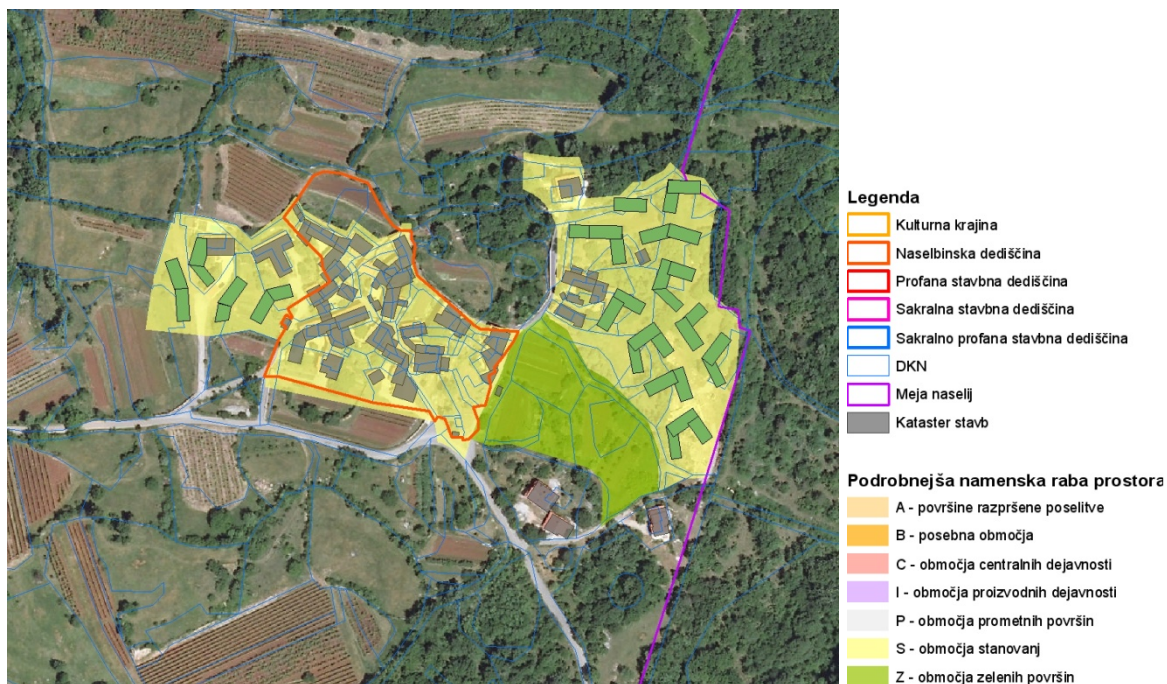 Legenda
Kulturna krajina
Naselbinska dediščina
Profana stavbna dediščina
Sakralna stavbna dediščina
Sakralno profana stavbna dediščina
DKN
Meja naselij
Kataster stavb
Podrobnejša namenska raba prostora
A - površine razpršene poselitve
B - posebna območja
C - območja centralnih dejavnosti
I - območja proizvodnih dejavnosti
P - območja prometnih površin
S - območja stanovanj
Z - območja zelenih površin